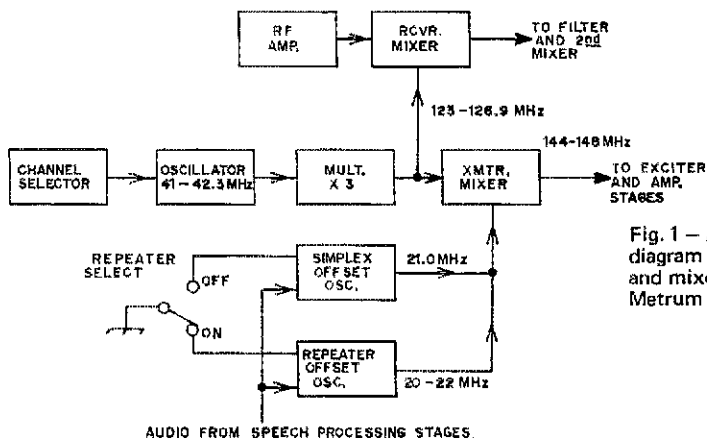 RF
AMP.
RCVR.
MIXER
TO FILTER
AND 2nd
MIXER
123-126.9 MHz
144-148 MHz
CHANNEL
SELECTOR
OSCILLATOR
41-42.3 MHz
MULT.
X 3
XMTR.
MIXER
TO EXCITER
AND AMP.
STAGES
REPEATER
SELECT
OFF
ON
SIMPLEX
OFFSET
OSC.
21.0 MHz
REPEATER
OFFSET
OSC.
20-22 MHz
AUDIO FROM SPEECH PROCESSING STAGES.
Fig. 1 —
diagram
and mixe
Metrum